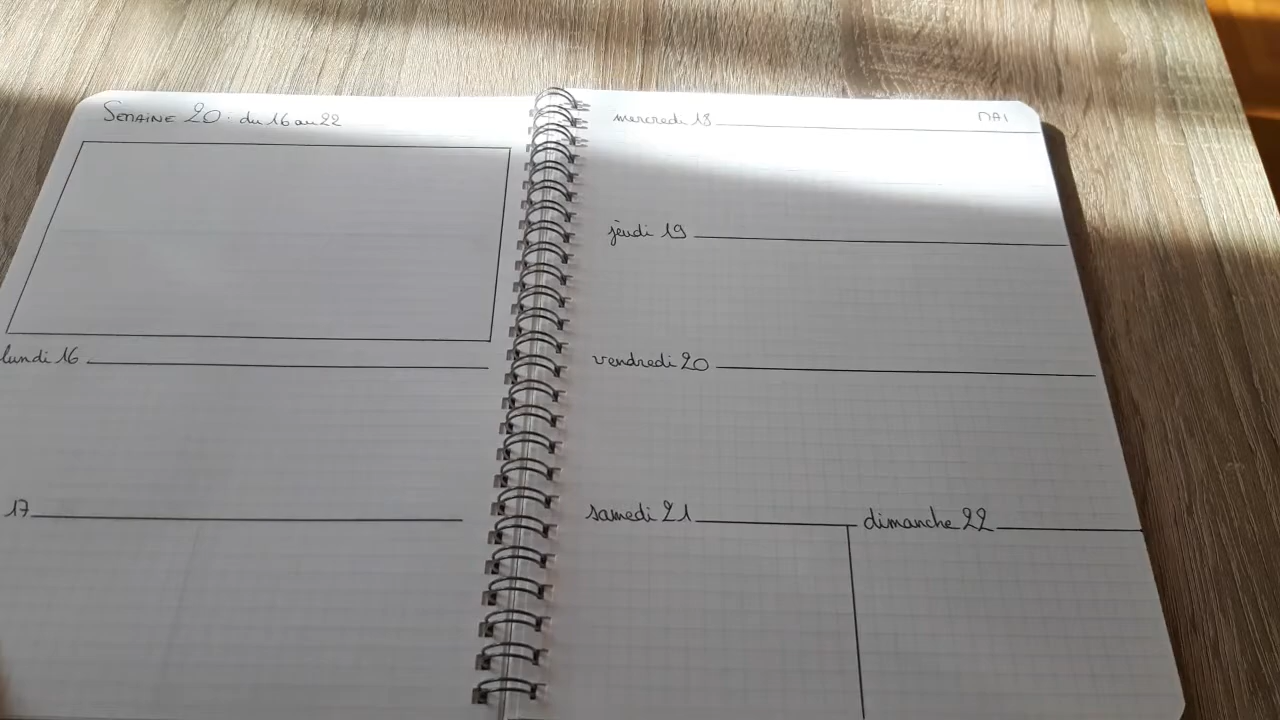 SEMAINE 20 : du 16 au 22
lundi 16
17
mercredi 18
MAI
jeudi 19
vendredi 20
samedi 21
dimanche 22